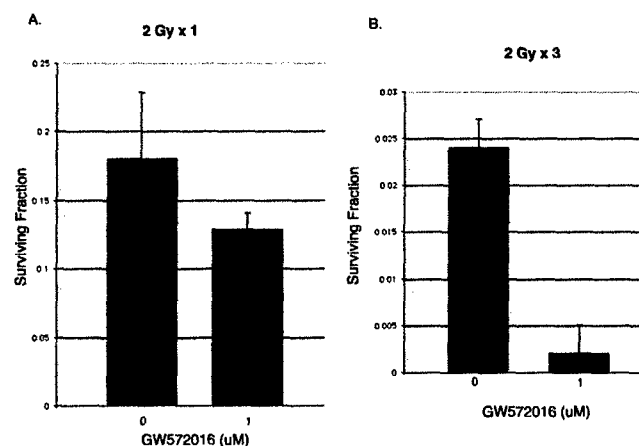 A.
2 Gy x 1
0.25
0.2
0.15
0.1
0.05
0
Surviving Fraction
0
1
GW572016 (uM)
B.
2 Gy x 3
0.03
0.025
0.02
0.015
0.01
0.005
0
Surviving Fraction
0
1
GW572016 (uM)